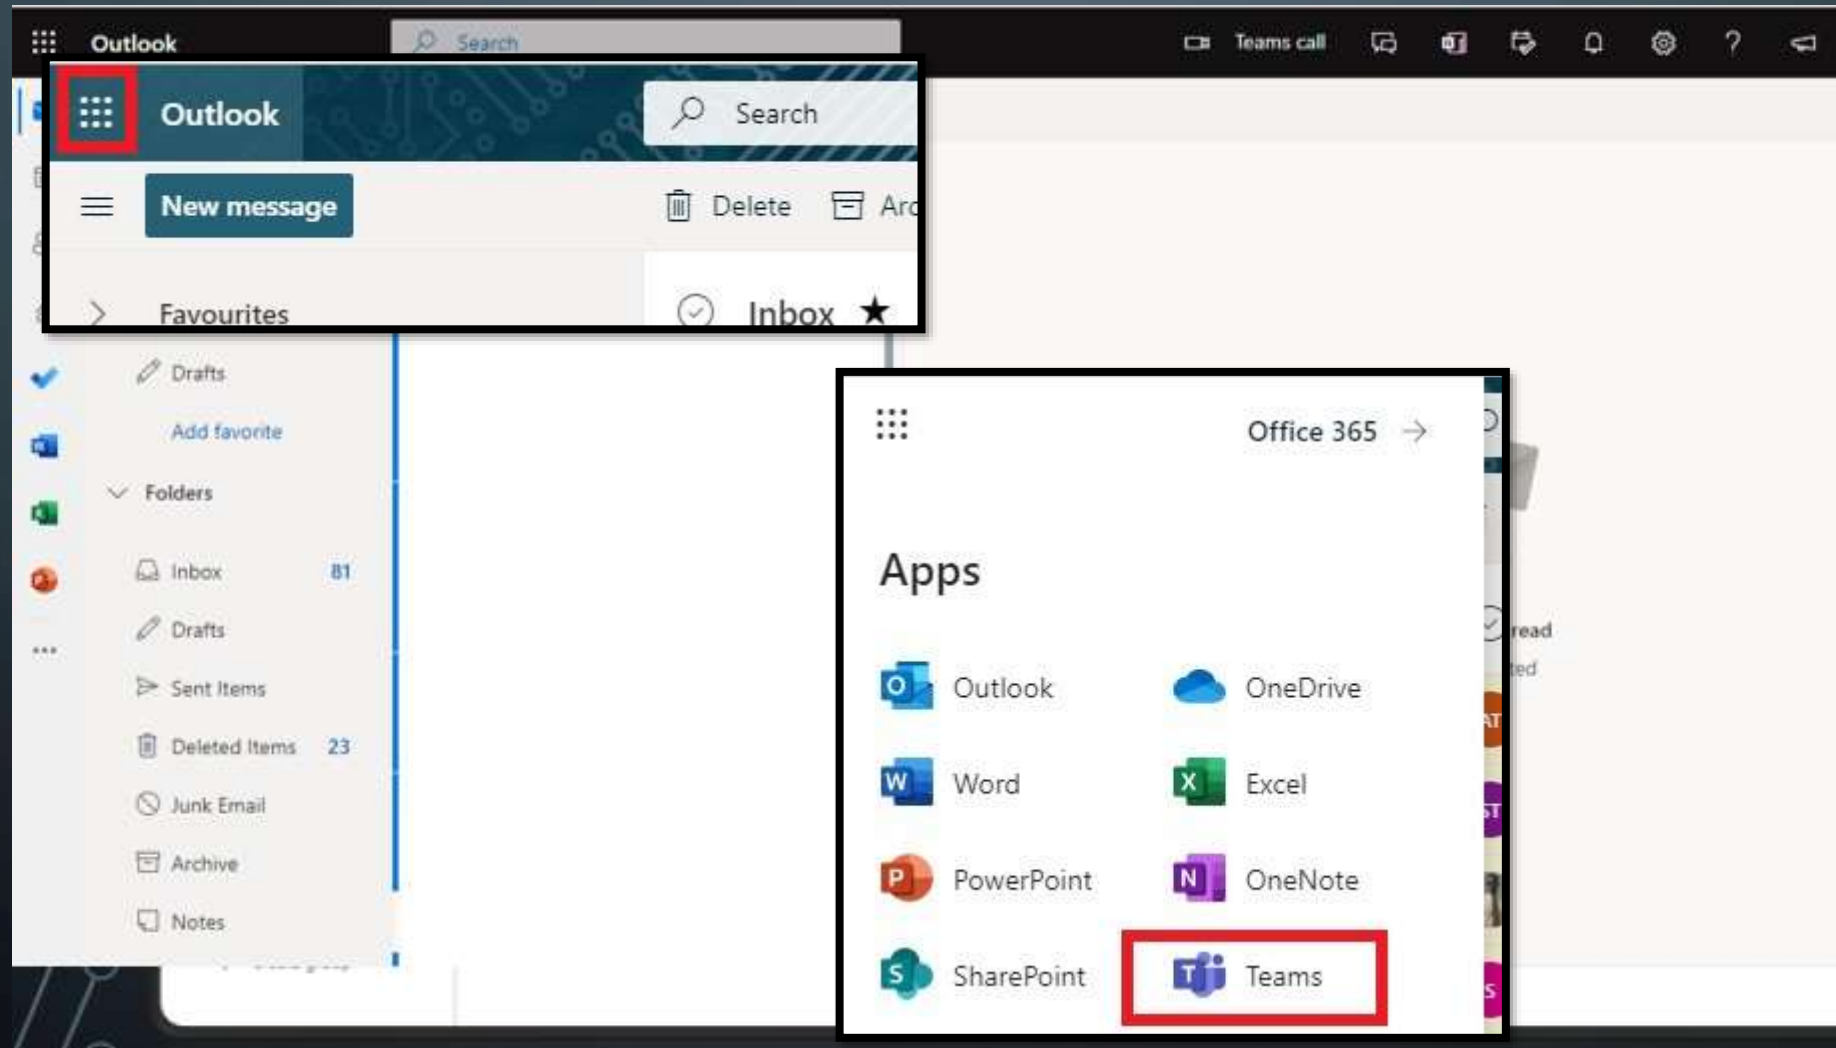 Outlook
Search
Teams call
Outlook
Search
New message
Delete
Favourites
Inbox
Drafts
Add favorite
Folders
Inbox 81
Drafts
Sent Items
Deleted Items 23
Junk Email
Archive
Notes
Office 365
Apps
Outlook
OneDrive
Word
Excel
PowerPoint
OneNote
SharePoint
Teams
read